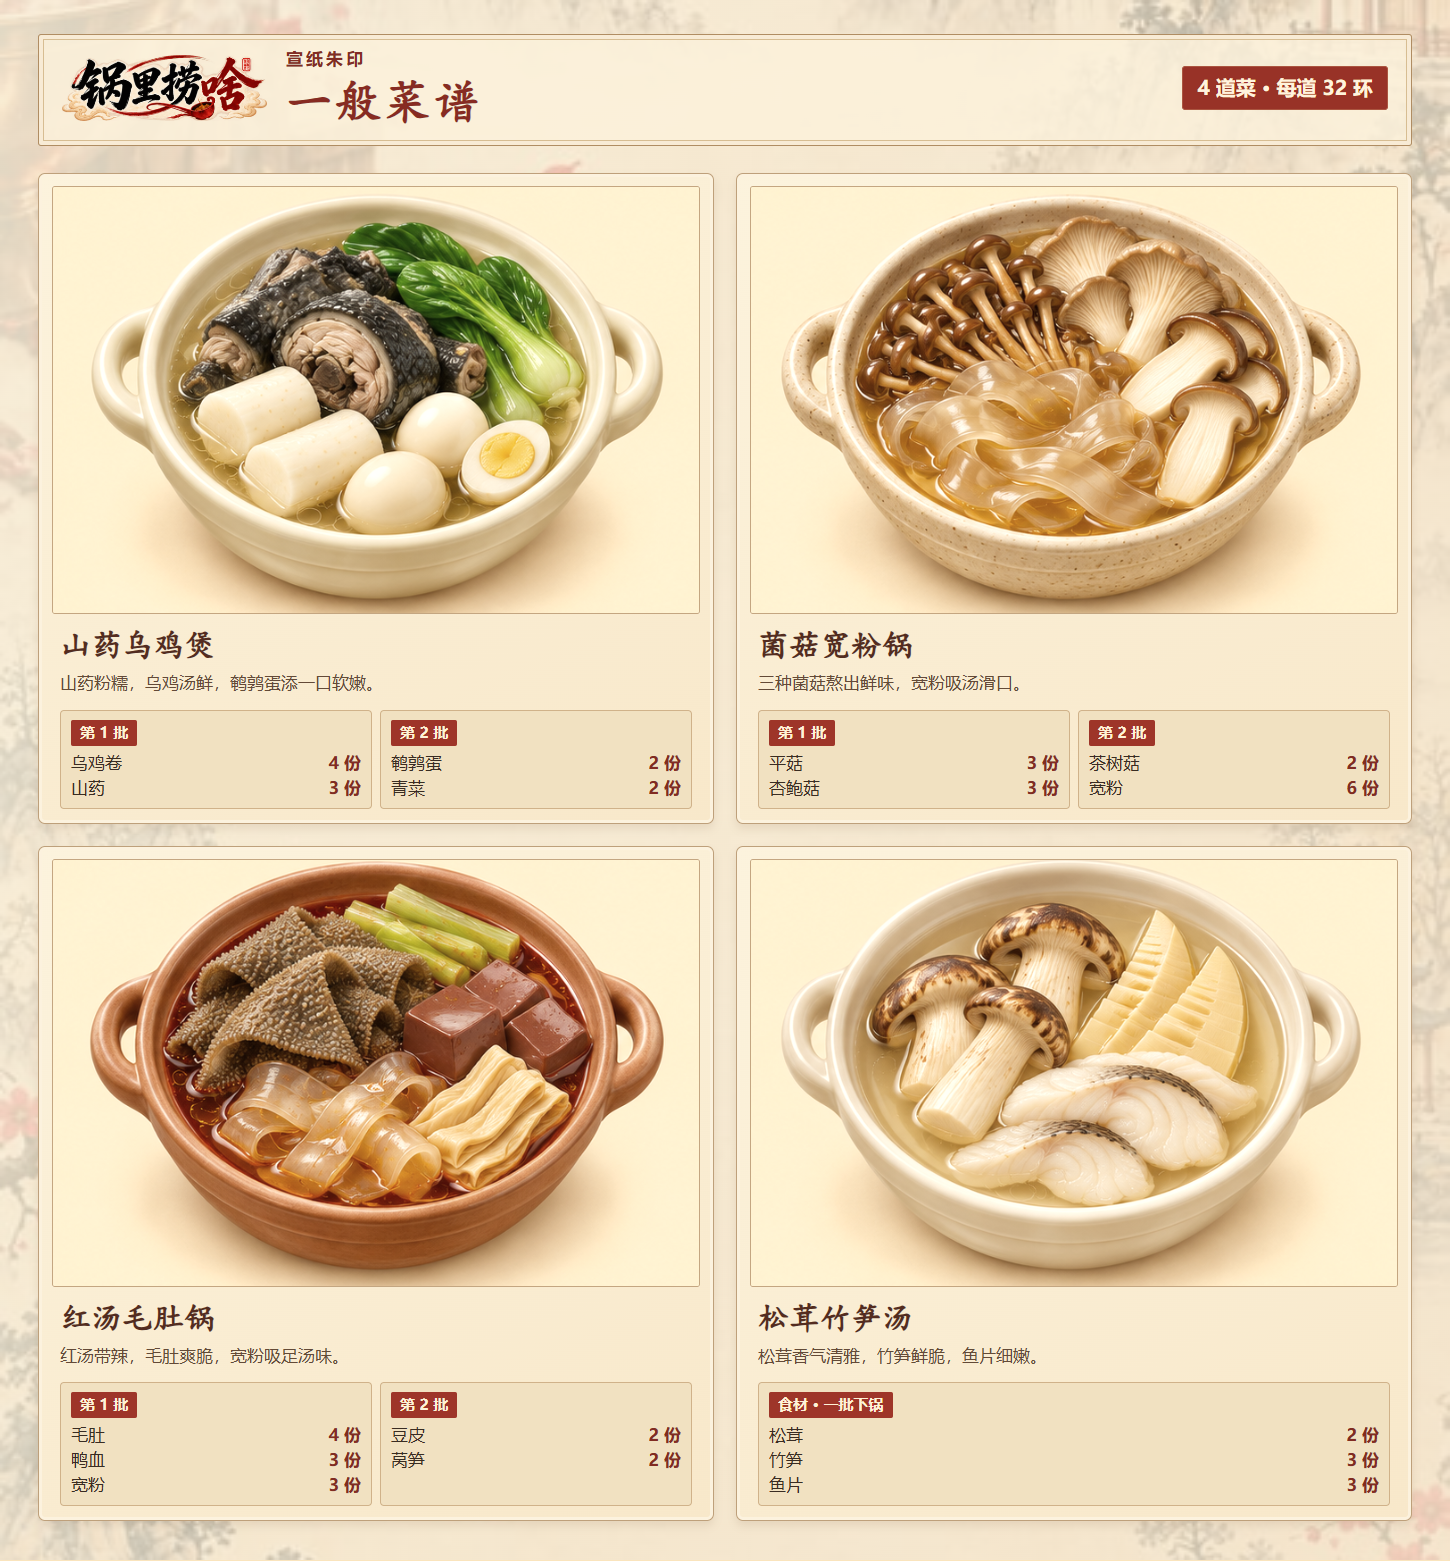 锅里捞啥
宣纸朱印
一般菜谱
4 道菜 • 每道 32 环
山药乌鸡煲
山药粉糯，乌鸡汤鲜，鹌鹑蛋添一口软嫩。
第 1 批
乌鸡卷 4 份
山药 3 份
第 2 批
鹌鹑蛋 2 份
青菜 2 份
菌菇宽粉锅
三种菌菇熬出鲜味，宽粉吸汤滑口。
第 1 批
平菇 3 份
杏鲍菇 3 份
第 2 批
茶树菇 2 份
宽粉 6 份
红汤毛肚锅
红汤带辣，毛肚爽脆，宽粉吸足汤味。
第 1 批
毛肚 4 份
鸭血 3 份
宽粉 3 份
第 2 批
豆皮 2 份
莴笋 2 份
松茸竹笋汤
松茸香气清雅，竹笋鲜脆，鱼片细嫩。
食材 • 一批下锅
松茸 2 份
竹笋 3 份
鱼片 3 份